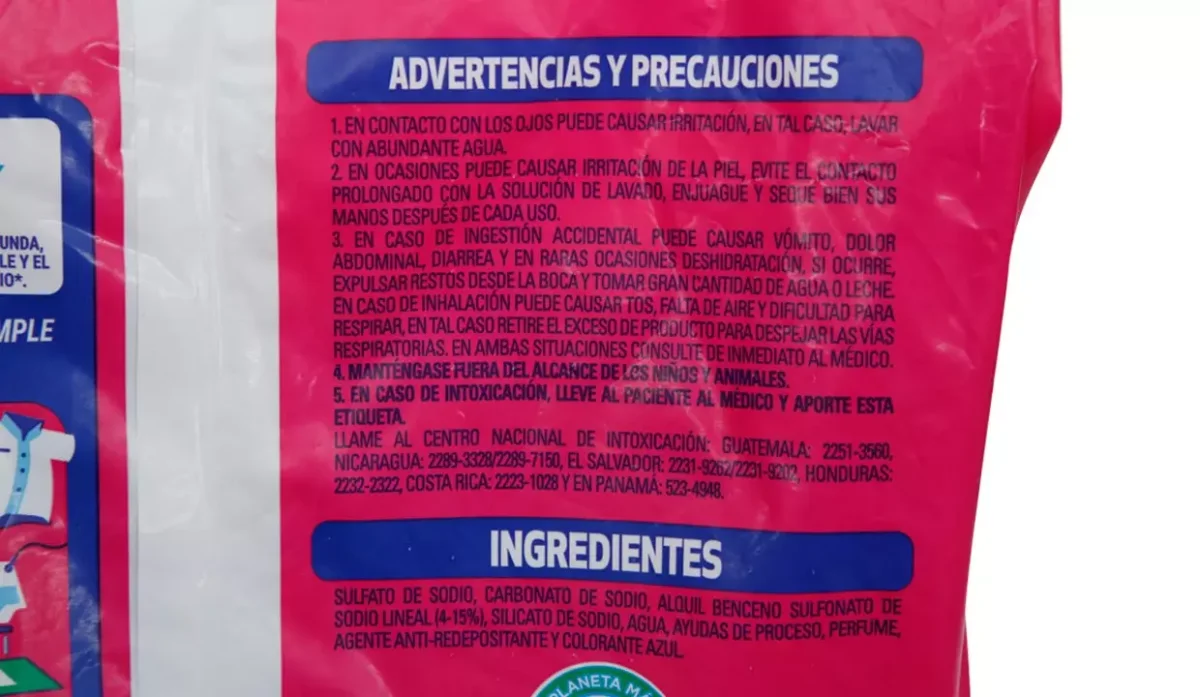 ADVERTENCIAS Y PRECAUCIONES
1. EN CONTACTO CON LOS OJOS PUEDE CAUSAR IRRITACIÓN, EN TAL CASO, LAVAR
CON ABUNDANTE AGUA.
2. EN OCASIONES PUEDE CAUSAR IRRITACIÓN DE LA PIEL, EVITE EL CONTACTO
PROLONGADO CON LA SOLUCIÓN DE LAVADO, ENJUAGUE Y SEQUE BIEN SUS
MANOS DESPUÉS DE CADA USO.
3. EN CASO DE INGESTIÓN ACCIDENTAL PUEDE CAUSAR VÓMITO, DOLOR
ABDOMINAL, DIARREA Y EN RARAS OCASIONES DESHIDRATACIÓN, SI OCURRE,
EXPULSAR RESTOS DESDE LA BOCA Y TOMAR GRAN CANTIDAD DE AGUA O LECHE.
EN CASO DE INHALACIÓN PUEDE CAUSAR TOS, FALTA DE AIRE Y DIFICULTAD PARA
RESPIRAR, EN TAL CASO RETIRE EL EXCESO DE PRODUCTO PARA DESPEJAR LAS VÍAS
RESPIRATORIAS. EN AMBAS SITUACIONES CONSULTE DE INMEDIATO AL MÉDICO.
4. MANTÉNGASE FUERA DEL ALCANCE DE LOS NIÑOS Y ANIMALES.
5. EN CASO DE INTOXICACIÓN, LLEVE AL PACIENTE AL MÉDICO Y APORTE ESTA
ETIQUETA.
LLAME AL CENTRO NACIONAL DE INTOXICACIÓN: GUATEMALA: 2251-3560,
NICARAGUA: 2289-3328/2289-7150, EL SALVADOR: 2231-9262/2231-9202, HONDURAS:
2232-2322, COSTA RICA: 2223-1028 Y EN PANAMÁ: 523-4948.
INGREDIENTES
SULFATO DE SODIO, CARBONATO DE SODIO, ALQUIL BENCENO SULFONATO DE
SODIO LINEAL (4-15%), SILICATO DE SODIO, AGUA, AYUDAS DE PROCESO, PERFUME,
AGENTE ANTI-REDEPOSITANTE Y COLORANTE AZUL.
PLANETA MÁ
UNDA,
LE Y EL
IO*.
MPLE